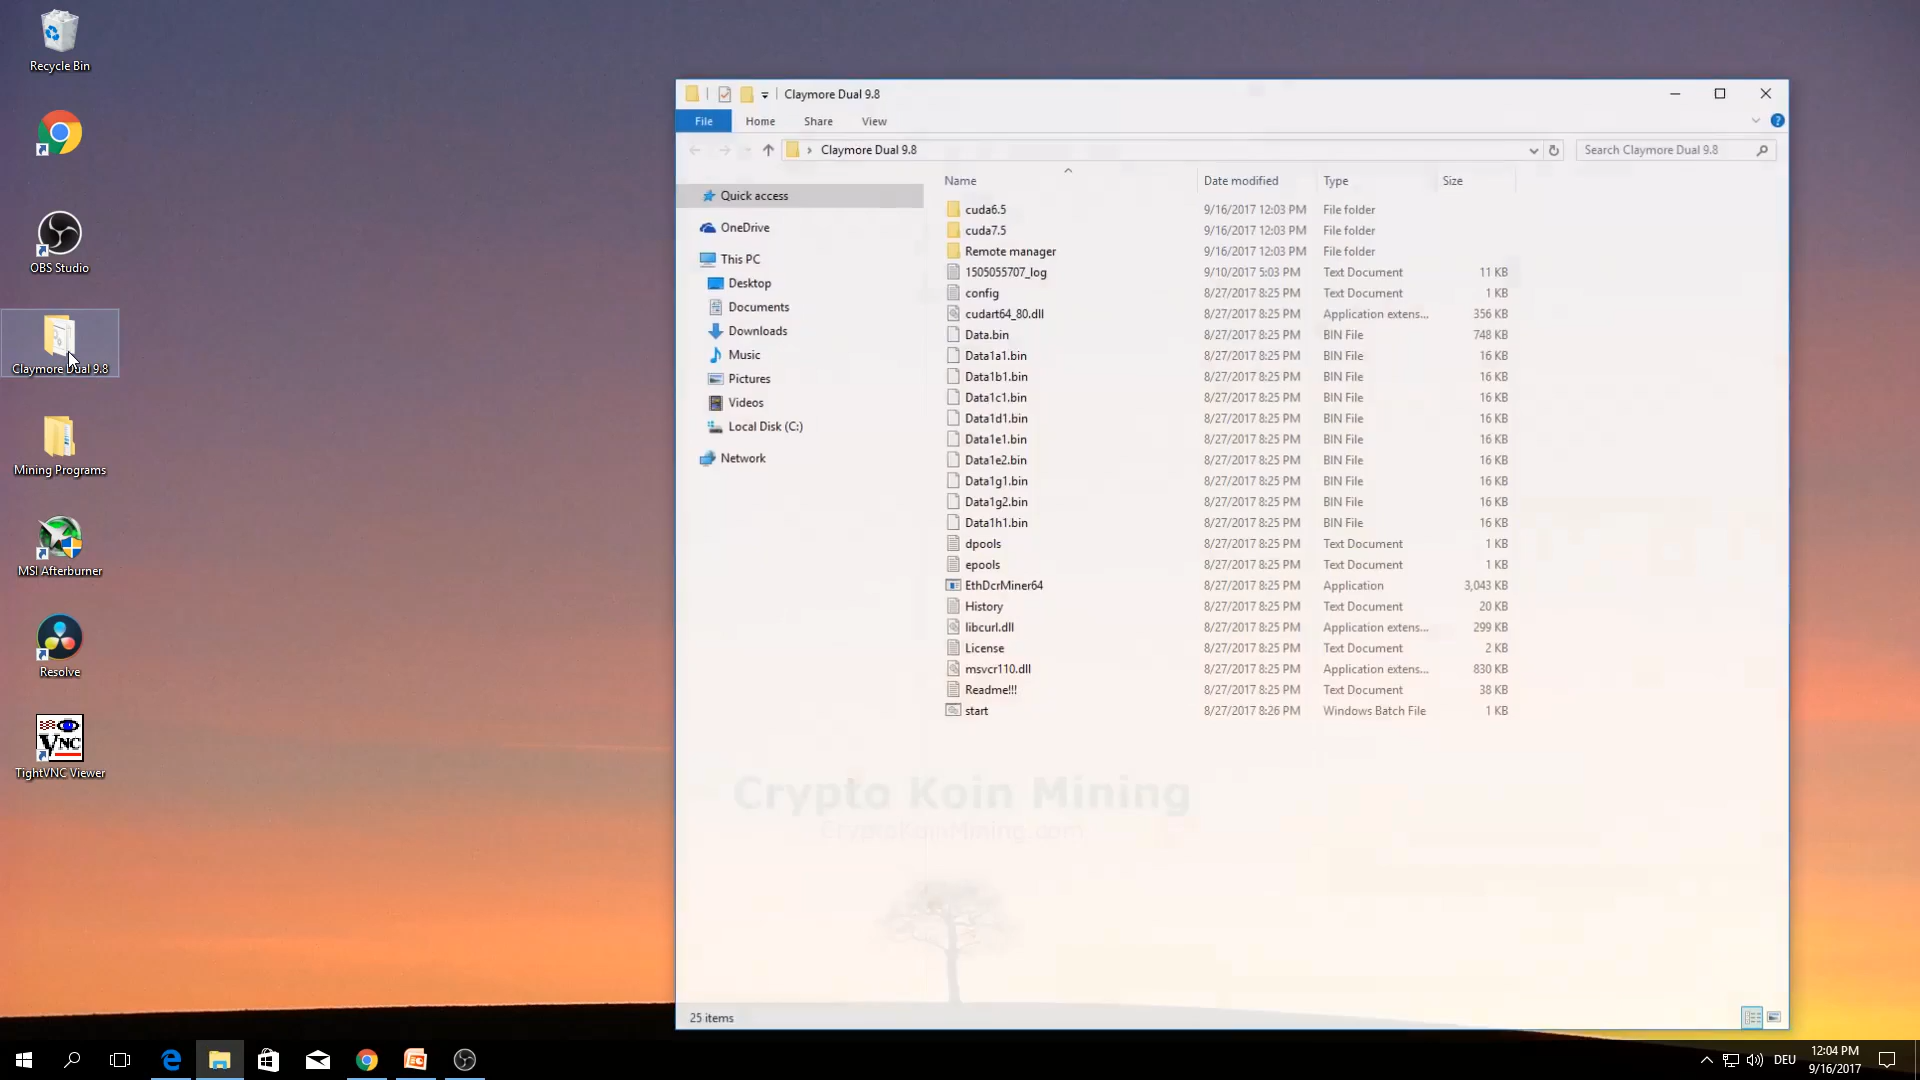 Recycle Bin
OBS Studio
Claymore Dual 9.8
Mining Programs
MSI Afterburner
Resolve
VNC
TightVNC Viewer
Claymore Dual 9.8
File Home Share View
Claymore Dual 9.8
Search Claymore Dual 9.8
Quick access
OneDrive
This PC
Desktop
Documents
Downloads
Music
Pictures
Videos
Local Disk (C:)
Network
Name Date modified Type Size
cuda6.5 9/16/2017 12:03 PM File folder
cuda7.5 9/16/2017 12:03 PM File folder
Remote manager 9/16/2017 12:03 PM File folder
1505055707_log 9/10/2017 5:03 PM Text Document 11 KB
config 8/27/2017 8:25 PM Text Document 1 KB
cudart64_80.dll 8/27/2017 8:25 PM Application extens... 356 KB
Data.bin 8/27/2017 8:25 PM BIN File 748 KB
Data1a1.bin 8/27/2017 8:25 PM BIN File 16 KB
Data1b1.bin 8/27/2017 8:25 PM BIN File 16 KB
Data1c1.bin 8/27/2017 8:25 PM BIN File 16 KB
Data1d1.bin 8/27/2017 8:25 PM BIN File 16 KB
Data1e1.bin 8/27/2017 8:25 PM BIN File 16 KB
Data1e2.bin 8/27/2017 8:25 PM BIN File 16 KB
Data1g1.bin 8/27/2017 8:25 PM BIN File 16 KB
Data1g2.bin 8/27/2017 8:25 PM BIN File 16 KB
Data1h1.bin 8/27/2017 8:25 PM BIN File 16 KB
dpools 8/27/2017 8:25 PM Text Document 1 KB
epools 8/27/2017 8:25 PM Text Document 1 KB
EthDcrMiner64 8/27/2017 8:25 PM Application 3,043 KB
History 8/27/2017 8:25 PM Text Document 20 KB
libcurl.dll 8/27/2017 8:25 PM Application extens... 299 KB
License 8/27/2017 8:25 PM Text Document 2 KB
msvcr110.dll 8/27/2017 8:25 PM Application extens... 830 KB
Readme!!! 8/27/2017 8:25 PM Text Document 38 KB
start 8/27/2017 8:26 PM Windows Batch File 1 KB
Crypto Koin Mining
CryptoKoinMining.com
25 items
DEU
12:04 PM
9/16/2017